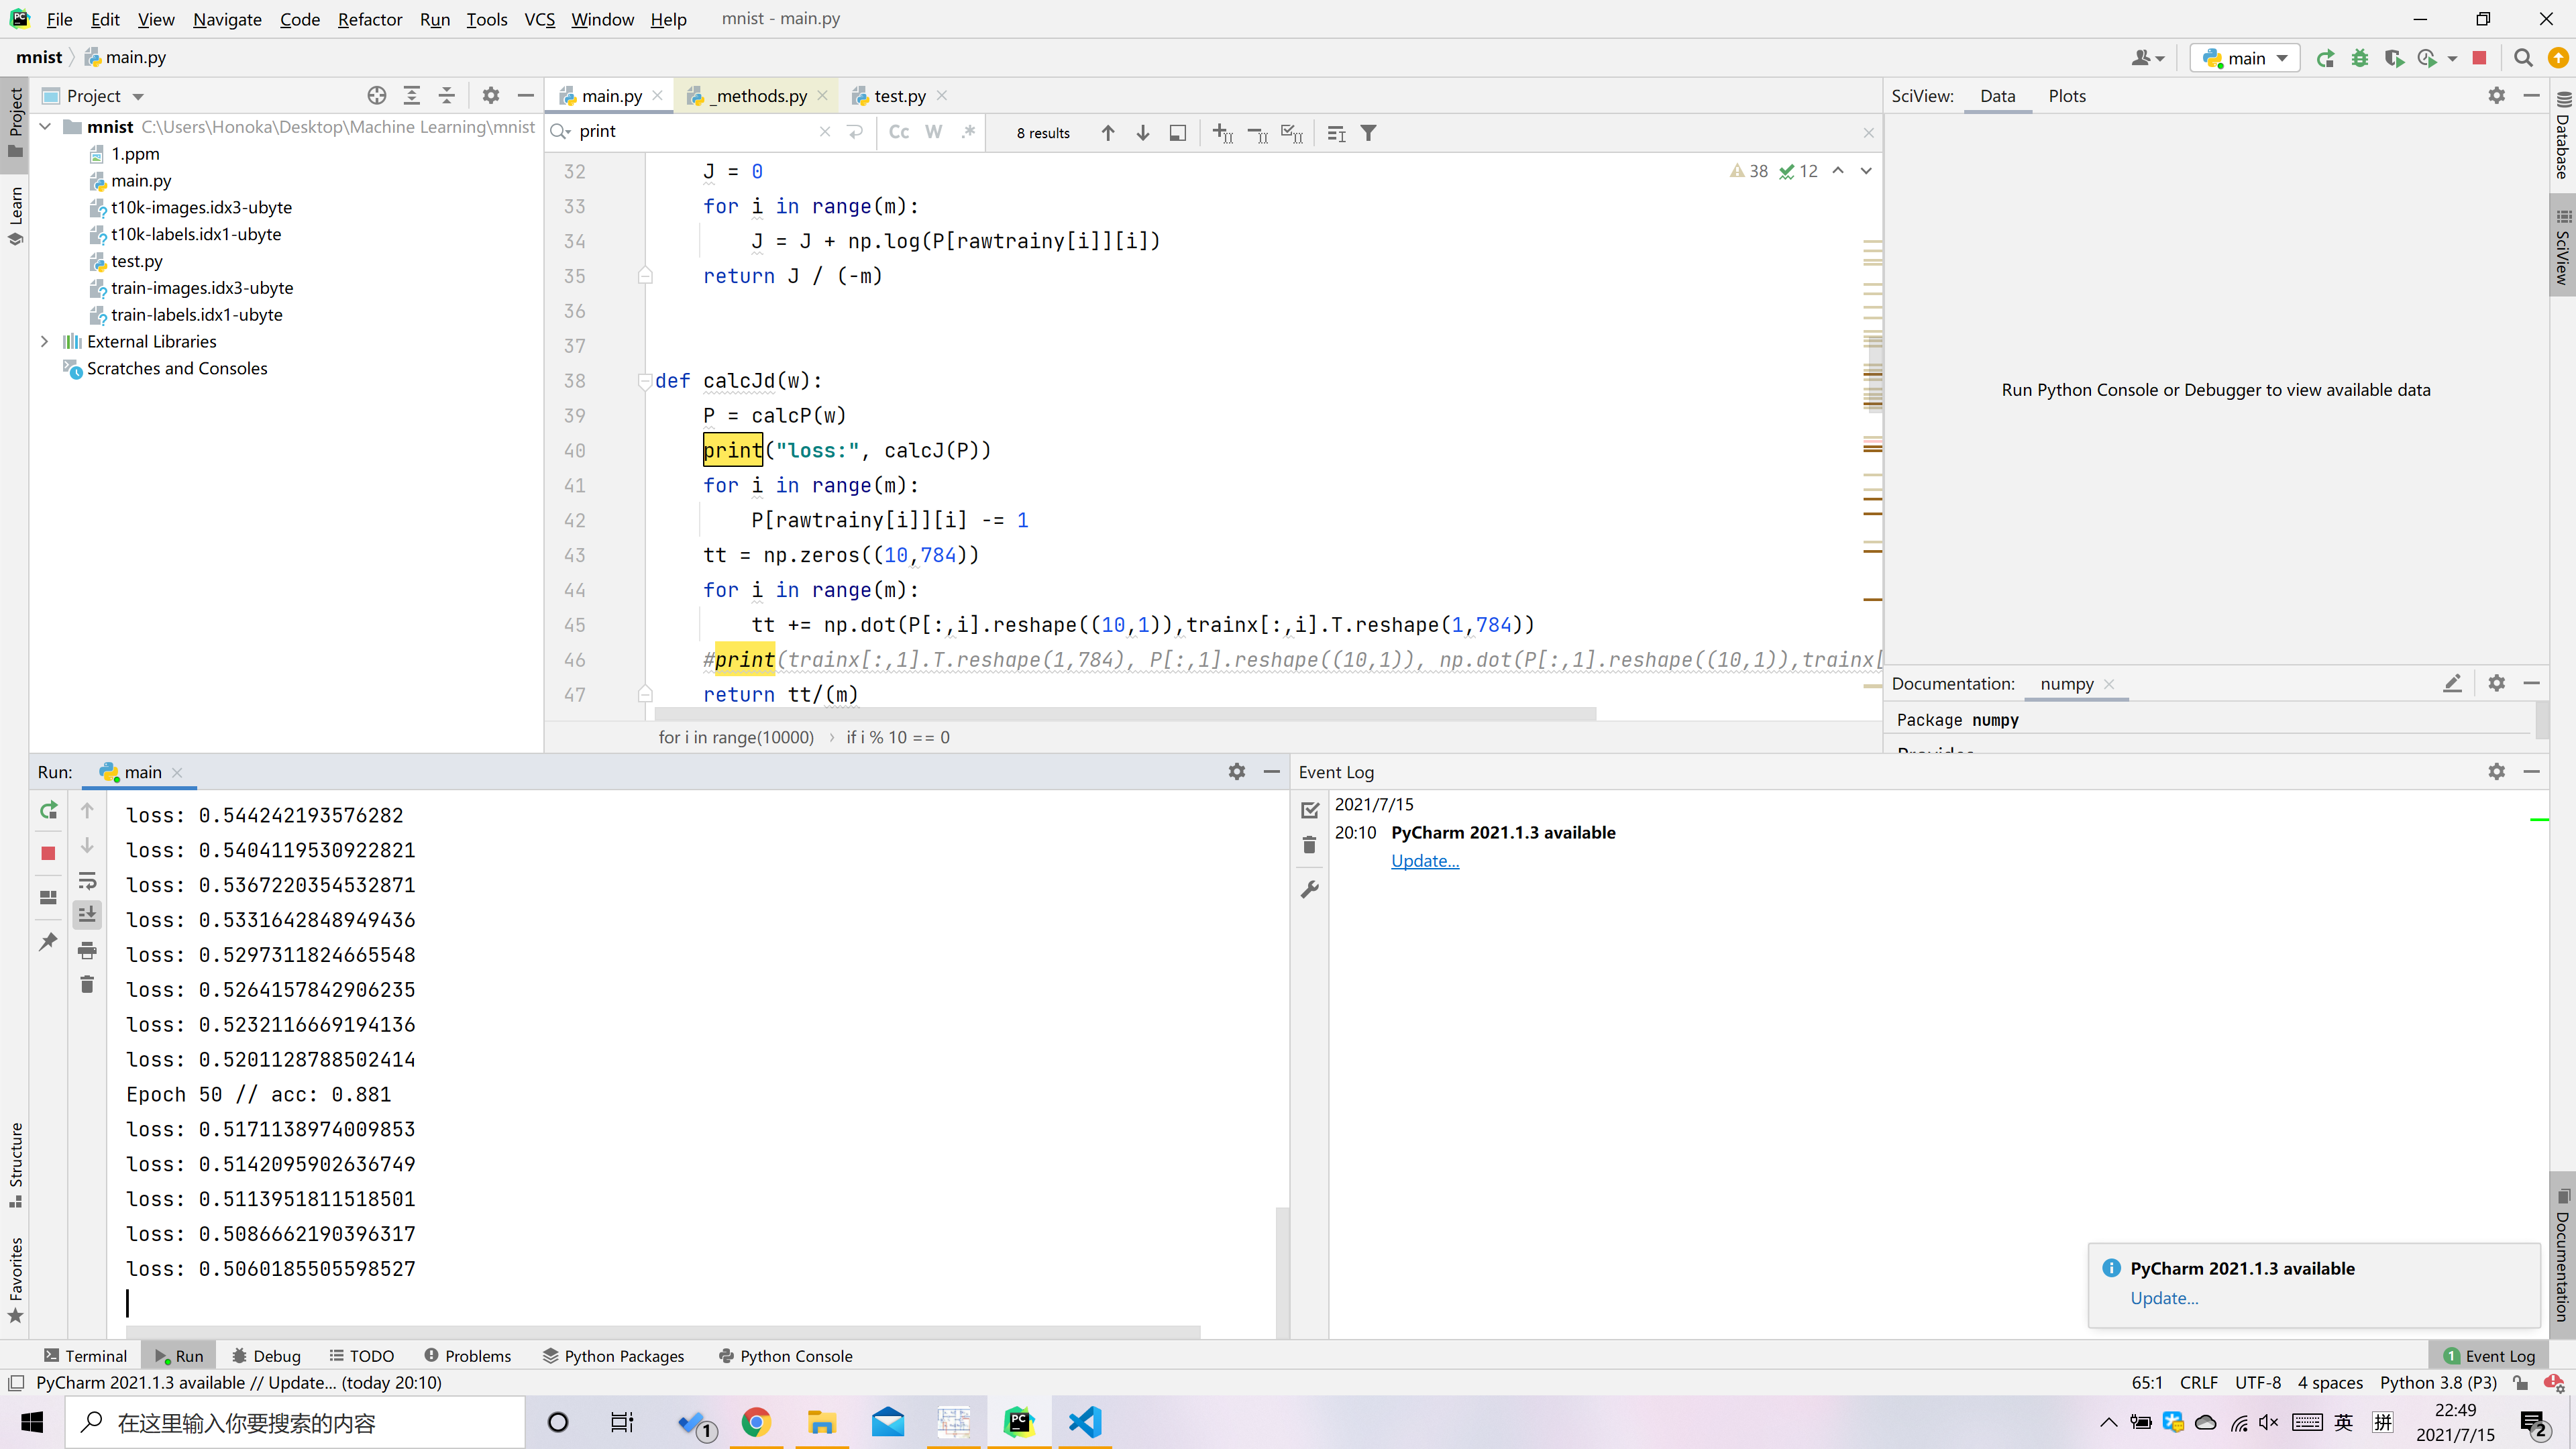 File Edit View Navigate Code Refactor Run Tools VCS Window Help mnist - main.py
mnist main.py main
Project main.py _methods.py test.py SciView: Data Plots
mnist C:\Users\Honoka\Desktop\Machine Learning\mnist
1.ppm
main.py
t10k-images.idx3-ubyte
t10k-labels.idx1-ubyte
test.py
train-images.idx3-ubyte
train-labels.idx1-ubyte
External Libraries
Scratches and Consoles
Project
Learn
Structure
Favorites
print Cc W .* 8 results
38 12
32 J = 0
33 for i in range(m):
34 J = J + np.log(P[rawtrainy[i]][i])
35 return J / (-m)
36
37
38 def calcJd(w):
39 P = calcP(w)
40 print("loss:", calcJ(P))
41 for i in range(m):
42 P[rawtrainy[i]][i] -= 1
43 tt = np.zeros((10,784))
44 for i in range(m):
45 tt += np.dot(P[:,i].reshape((10,1)),trainx[:,i].T.reshape(1,784))
46 #print(trainx[:,1].T.reshape(1,784), P[:,1].reshape((10,1)), np.dot(P[:,1].reshape((10,1)),trainx[
47 return tt/(m)
for i in range(10000) › if i % 10 == 0
Run Python Console or Debugger to view available data
Documentation: numpy
Package numpy
Database
SciView
Documentation
Run: main
loss: 0.544242193576282
loss: 0.5404119530922821
loss: 0.5367220354532871
loss: 0.5331642848949436
loss: 0.5297311824665548
loss: 0.5264157842906235
loss: 0.5232116669194136
loss: 0.5201128788502414
Epoch 50 // acc: 0.881
loss: 0.5171138974009853
loss: 0.5142095902636749
loss: 0.5113951811518501
loss: 0.5086662190396317
loss: 0.5060185505598527
Event Log
2021/7/15
20:10 PyCharm 2021.1.3 available
Update...
PyCharm 2021.1.3 available
Update...
Terminal Run Debug TODO Problems Python Packages Python Console 1 Event Log
PyCharm 2021.1.3 available // Update... (today 20:10) 65:1 CRLF UTF-8 4 spaces Python 3.8 (P3)
在这里输入你要搜索的内容 1 PC 英 拼 22:49
2021/7/15 2